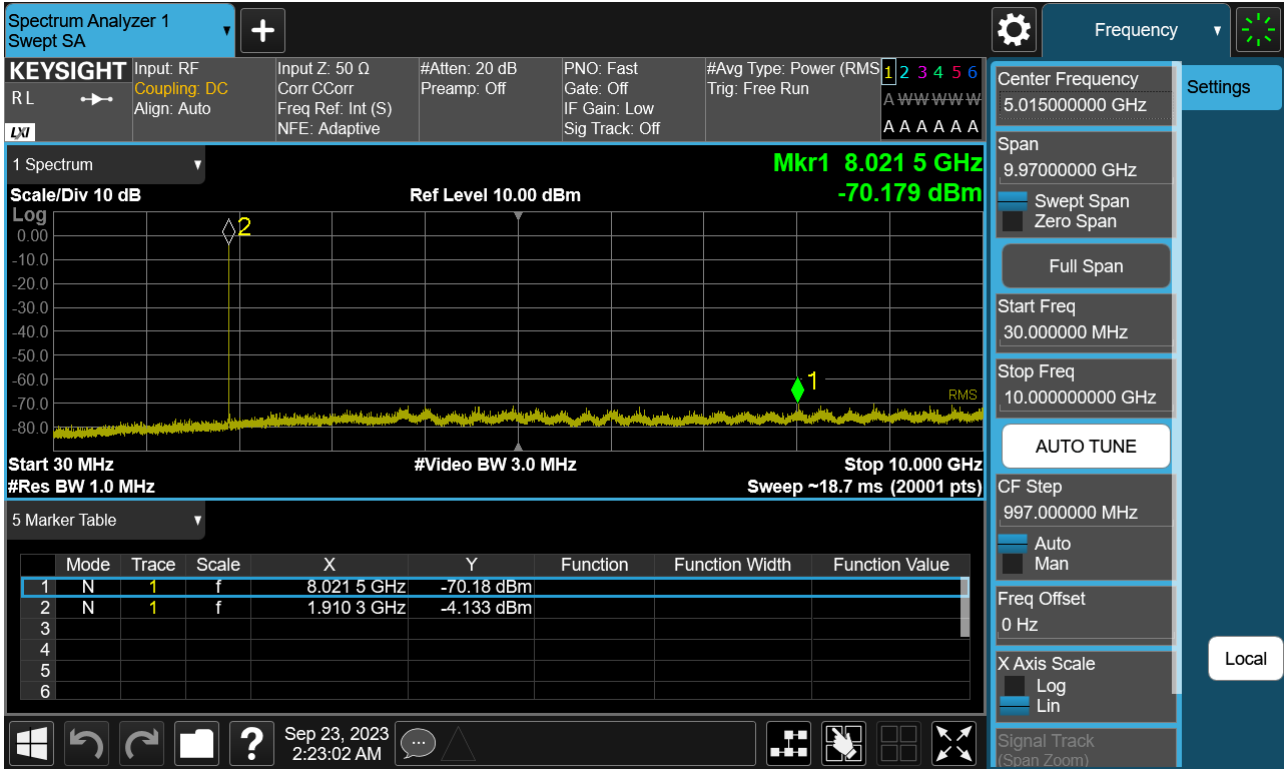 Spectrum Analyzer 1
Swept SA
Frequency
KEYSIGHT
R L
LXI
Input: RF
Coupling: DC
Align: Auto
Input Z: 50 Ω
Corr CCorr
Freq Ref: Int (S)
NFE: Adaptive
#Atten: 20 dB
Preamp: Off
PNO: Fast
Gate: Off
IF Gain: Low
Sig Track: Off
#Avg Type: Power (RMS
Trig: Free Run
1 2 3 4 5 6
A W W W W W
A A A A A A
1 Spectrum
Mkr1 8.021 5 GHz
-70.179 dBm
Scale/Div 10 dB
Ref Level 10.00 dBm
Log
0.00
-10.0
-20.0
-30.0
-40.0
-50.0
-60.0
-70.0
-80.0
2
1
RMS
Start 30 MHz
#Video BW 3.0 MHz
Stop 10.000 GHz
#Res BW 1.0 MHz
Sweep ~18.7 ms (20001 pts)
5 Marker Table
Mode Trace Scale X Y Function Function Width Function Value
1 N 1 f 8.021 5 GHz -70.18 dBm
2 N 1 f 1.910 3 GHz -4.133 dBm
3
4
5
6
Sep 23, 2023
2:23:02 AM
?
Center Frequency
5.015000000 GHz
Span
9.97000000 GHz
Swept Span
Zero Span
Full Span
Start Freq
30.000000 MHz
Stop Freq
10.000000000 GHz
AUTO TUNE
CF Step
997.000000 MHz
Auto
Man
Freq Offset
0 Hz
X Axis Scale
Log
Lin
Signal Track
(Span Zoom)
Settings
Local